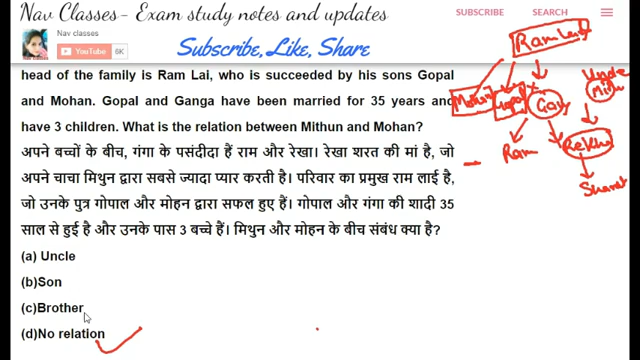 Nav Classes- Exam study notes and updates
SUBSCRIBE
SEARCH
Nav classes
YouTube 6K
Subscribe, Like, Share
head of the family is Ram Lai, who is succeeded by his sons Gopal
and Mohan. Gopal and Ganga have been married for 35 years and
have 3 children. What is the relation between Mithun and Mohan?
अपने बच्चों के बीच, गंगा के पसंदीदा हैं राम और रेखा। रेखा शरत की मां है, जो
अपने चाचा मिथुन द्वारा सबसे ज्यादा प्यार करती है। परिवार का प्रमुख राम लाई है,
जो उनके पुत्र गोपाल और मोहन द्वारा सफल हुए हैं। गोपाल और गंगा की शादी 35
साल से हुई है और उनके पास 3 बच्चे हैं। मिथुन और मोहन के बीच संबंध क्या है?
(a) Uncle
(b)Son
(c)Brother
(d)No relation
Ram Lai
Mohan
Gopal
Uncle
Ram
Rekha
Sharat